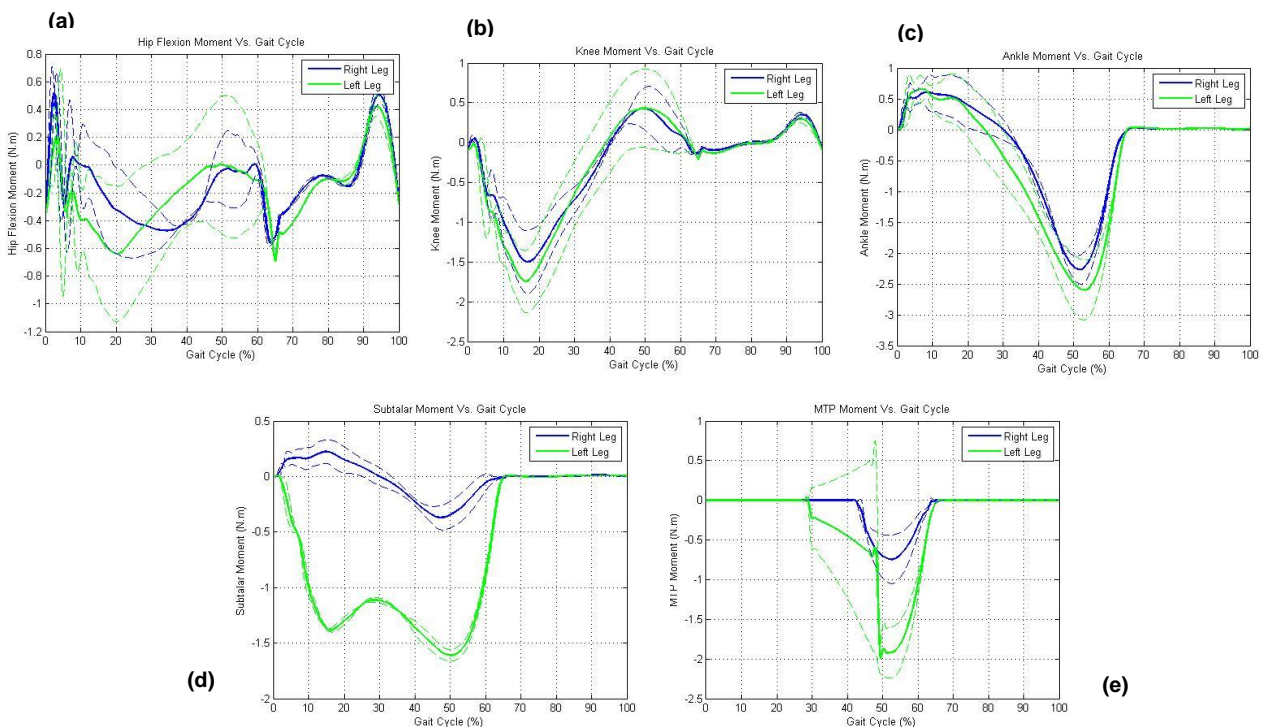 (a)
Hip Flexion Moment Vs. Gait Cycle
Right Leg
Left Leg
Hip Flexion Moment (N.m)
0.8
0.6
0.4
0.2
0
-0.2
-0.4
-0.6
-0.8
-1
-1.2
0 10 20 30 40 50 60 70 80 90 100
Gait Cycle (%)
(b)
Knee Moment Vs. Gait Cycle
Right Leg
Left Leg
Knee Moment (N.m)
1
0.5
0
-0.5
-1
-1.5
-2
-2.5
0 10 20 30 40 50 60 70 80 90 100
Gait Cycle (%)
(c)
Ankle Moment Vs. Gait Cycle
Right Leg
Left Leg
Ankle Moment (N.m)
1
0.5
0
-0.5
-1
-1.5
-2
-2.5
-3
-3.5
0 10 20 30 40 50 60 70 80 90 100
Gait Cycle (%)
Subtalar Moment Vs. Gait Cycle
Right Leg
Left Leg
Subtalar Moment (N.m)
0.5
0
-0.5
-1
-1.5
-2
0 10 20 30 40 50 60 70 80 90 100
Gait Cycle (%)
(d)
MTP Moment Vs. Gait Cycle
Right Leg
Left Leg
MTP Moment (N.m)
1
0.5
0
-0.5
-1
-1.5
-2
-2.5
0 10 20 30 40 50 60 70 80 90 100
Gait Cycle (%)
(e)